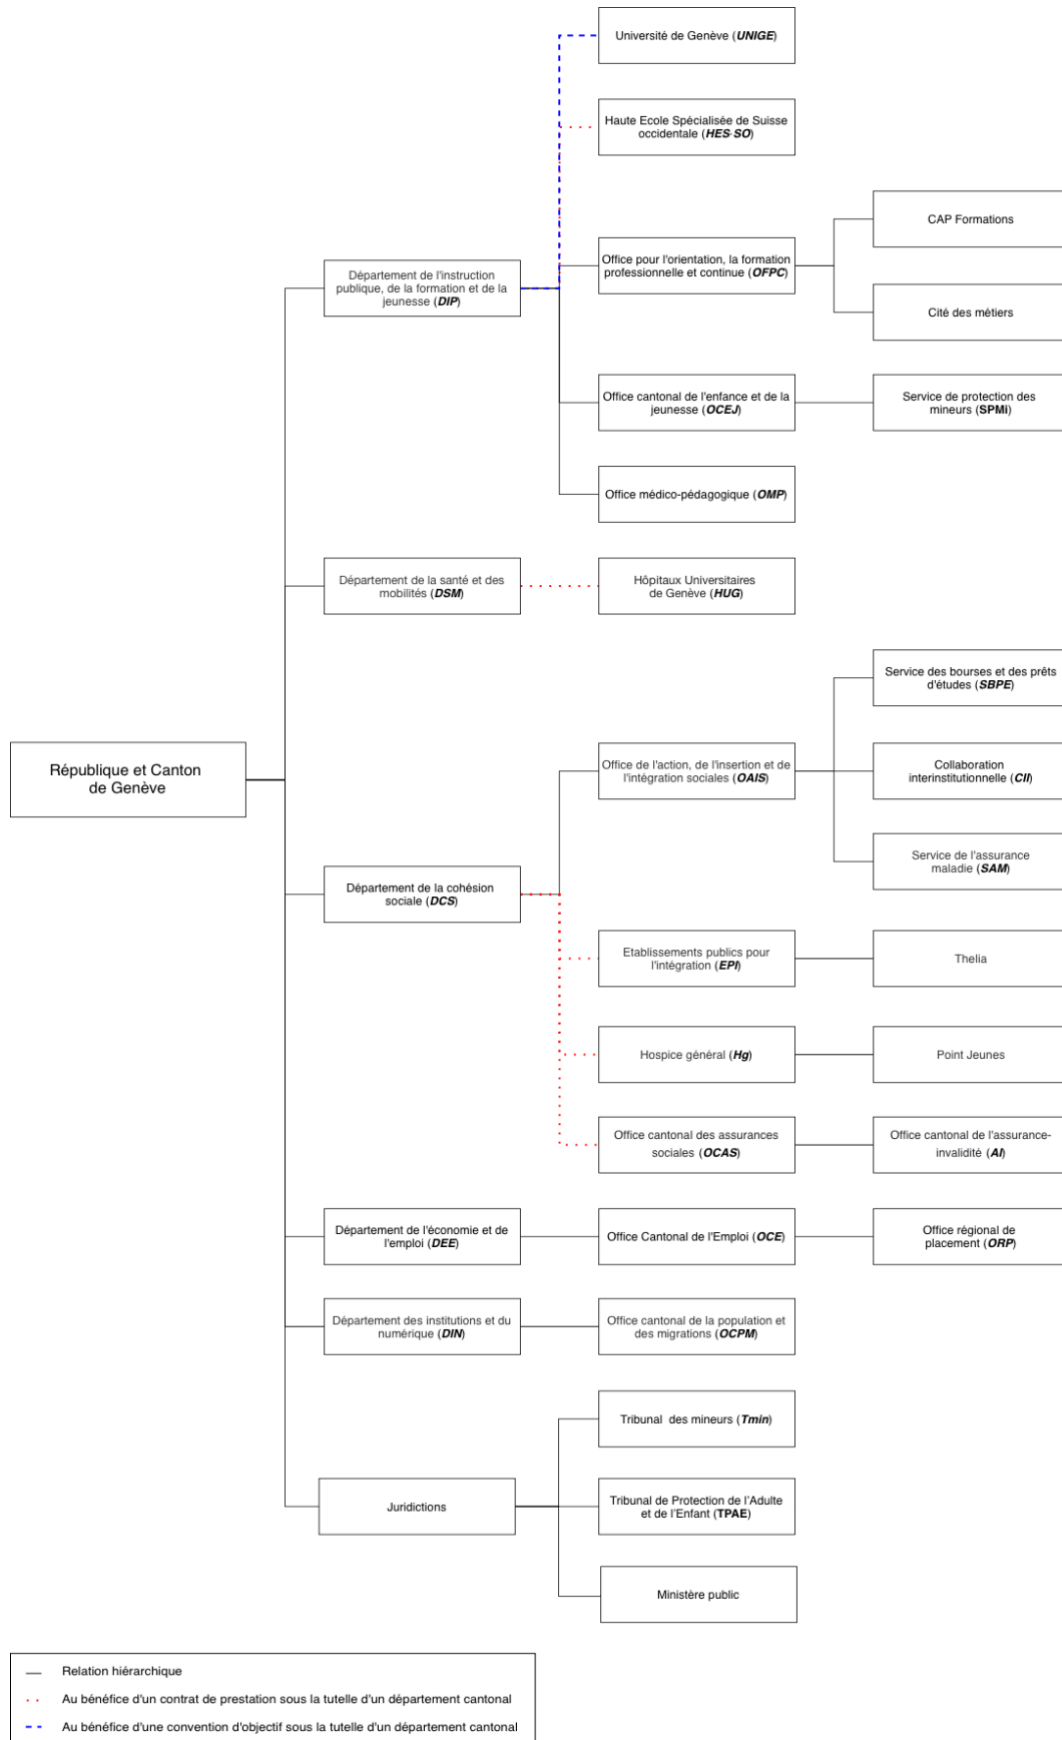 Université de Genève (UNIGE)
Haute Ecole Spécialisée de Suisse
occidentale (HES-SO)
CAP Formations
Office pour l'orientation, la formation
professionnelle et continue (OFPC)
Département de l'instruction
publique, de la formation et de la
jeunesse (DIP)
Cité des métiers
Office cantonal de l'enfance et de la
jeunesse (OCEJ)
Service de protection des
mineurs (SPMi)
Office médico-pédagogique (OMP)
Département de la santé et des
mobilités (DSM)
Hôpitaux Universitaires
de Genève (HUG)
Service des bourses et des prêts
d'études (SBPE)
République et Canton
de Genève
Office de l'action, de l'insertion et de
l'intégration sociales (OAIS)
Collaboration
interinstitutionnelle (CII)
Service de l'assurance
maladie (SAM)
Département de la cohésion
sociale (DCS)
Etablissements publics pour
l'intégration (EPI)
Thelia
Hospice général (Hg)
Point Jeunes
Office cantonal des assurances
sociales (OCAS)
Office cantonal de l'assurance-
invalidité (AI)
Département de l'économie et de
l'emploi (DEE)
Office Cantonal de l'Emploi (OCE)
Office régional de
placement (ORP)
Département des institutions et du
numérique (DIN)
Office cantonal de la population et
des migrations (OCPM)
Tribunal des mineurs (Tmin)
Juridictions
Tribunal de Protection de l'Adulte
et de l'Enfant (TPAE)
Ministère public
Relation hiérarchique
Au bénéfice d'un contrat de prestation sous la tutelle d'un département cantonal
Au bénéfice d'une convention d'objectif sous la tutelle d'un département cantonal